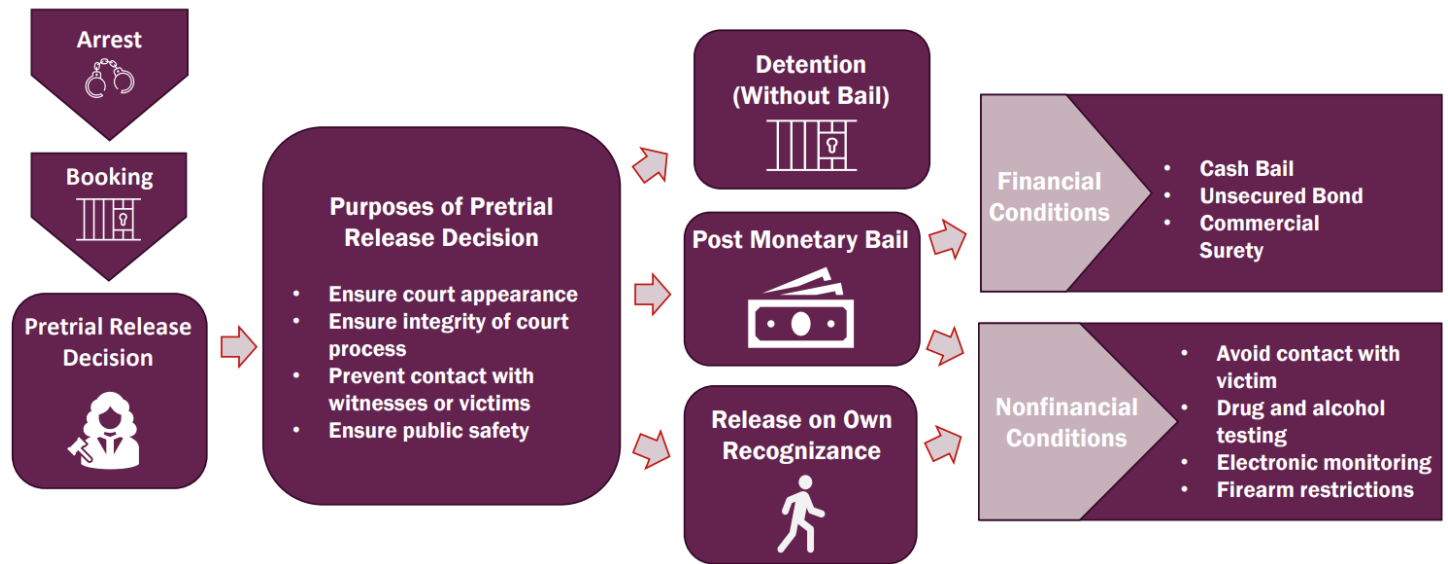 Arrest
Booking
Pretrial Release
Decision
Purposes of Pretrial
Release Decision
• Ensure court appearance
• Ensure integrity of court
process
• Prevent contact with
witnesses or victims
• Ensure public safety
Detention
(Without Bail)
Post Monetary Bail
Release on Own
Recognizance
Financial
Conditions
• Cash Bail
• Unsecured Bond
• Commercial
Surety
Nonfinancial
Conditions
• Avoid contact with
victim
• Drug and alcohol
testing
• Electronic monitoring
• Firearm restrictions